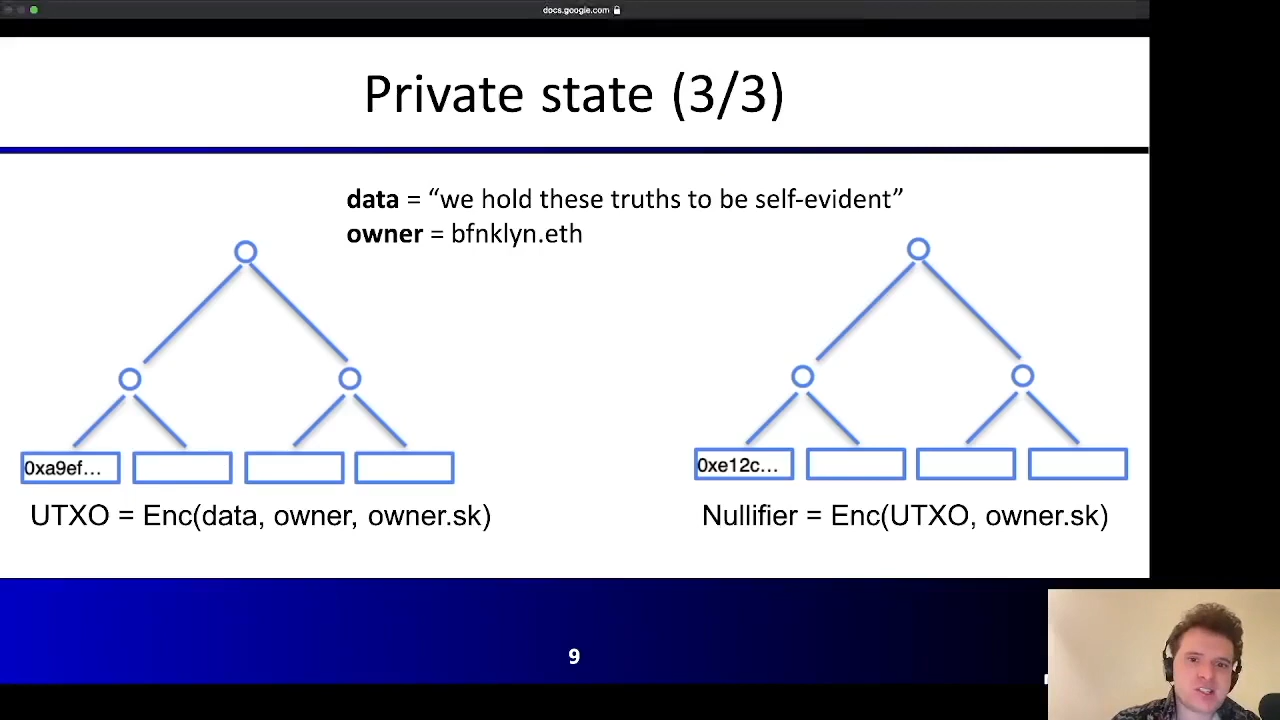 docs.google.com
Private state (3/3)
data = “we hold these truths to be self-evident”
owner = bfnklyn.eth
0xa9ef...
0xe12c...
UTXO = Enc(data, owner, owner.sk)
Nullifier = Enc(UTXO, owner.sk)
9